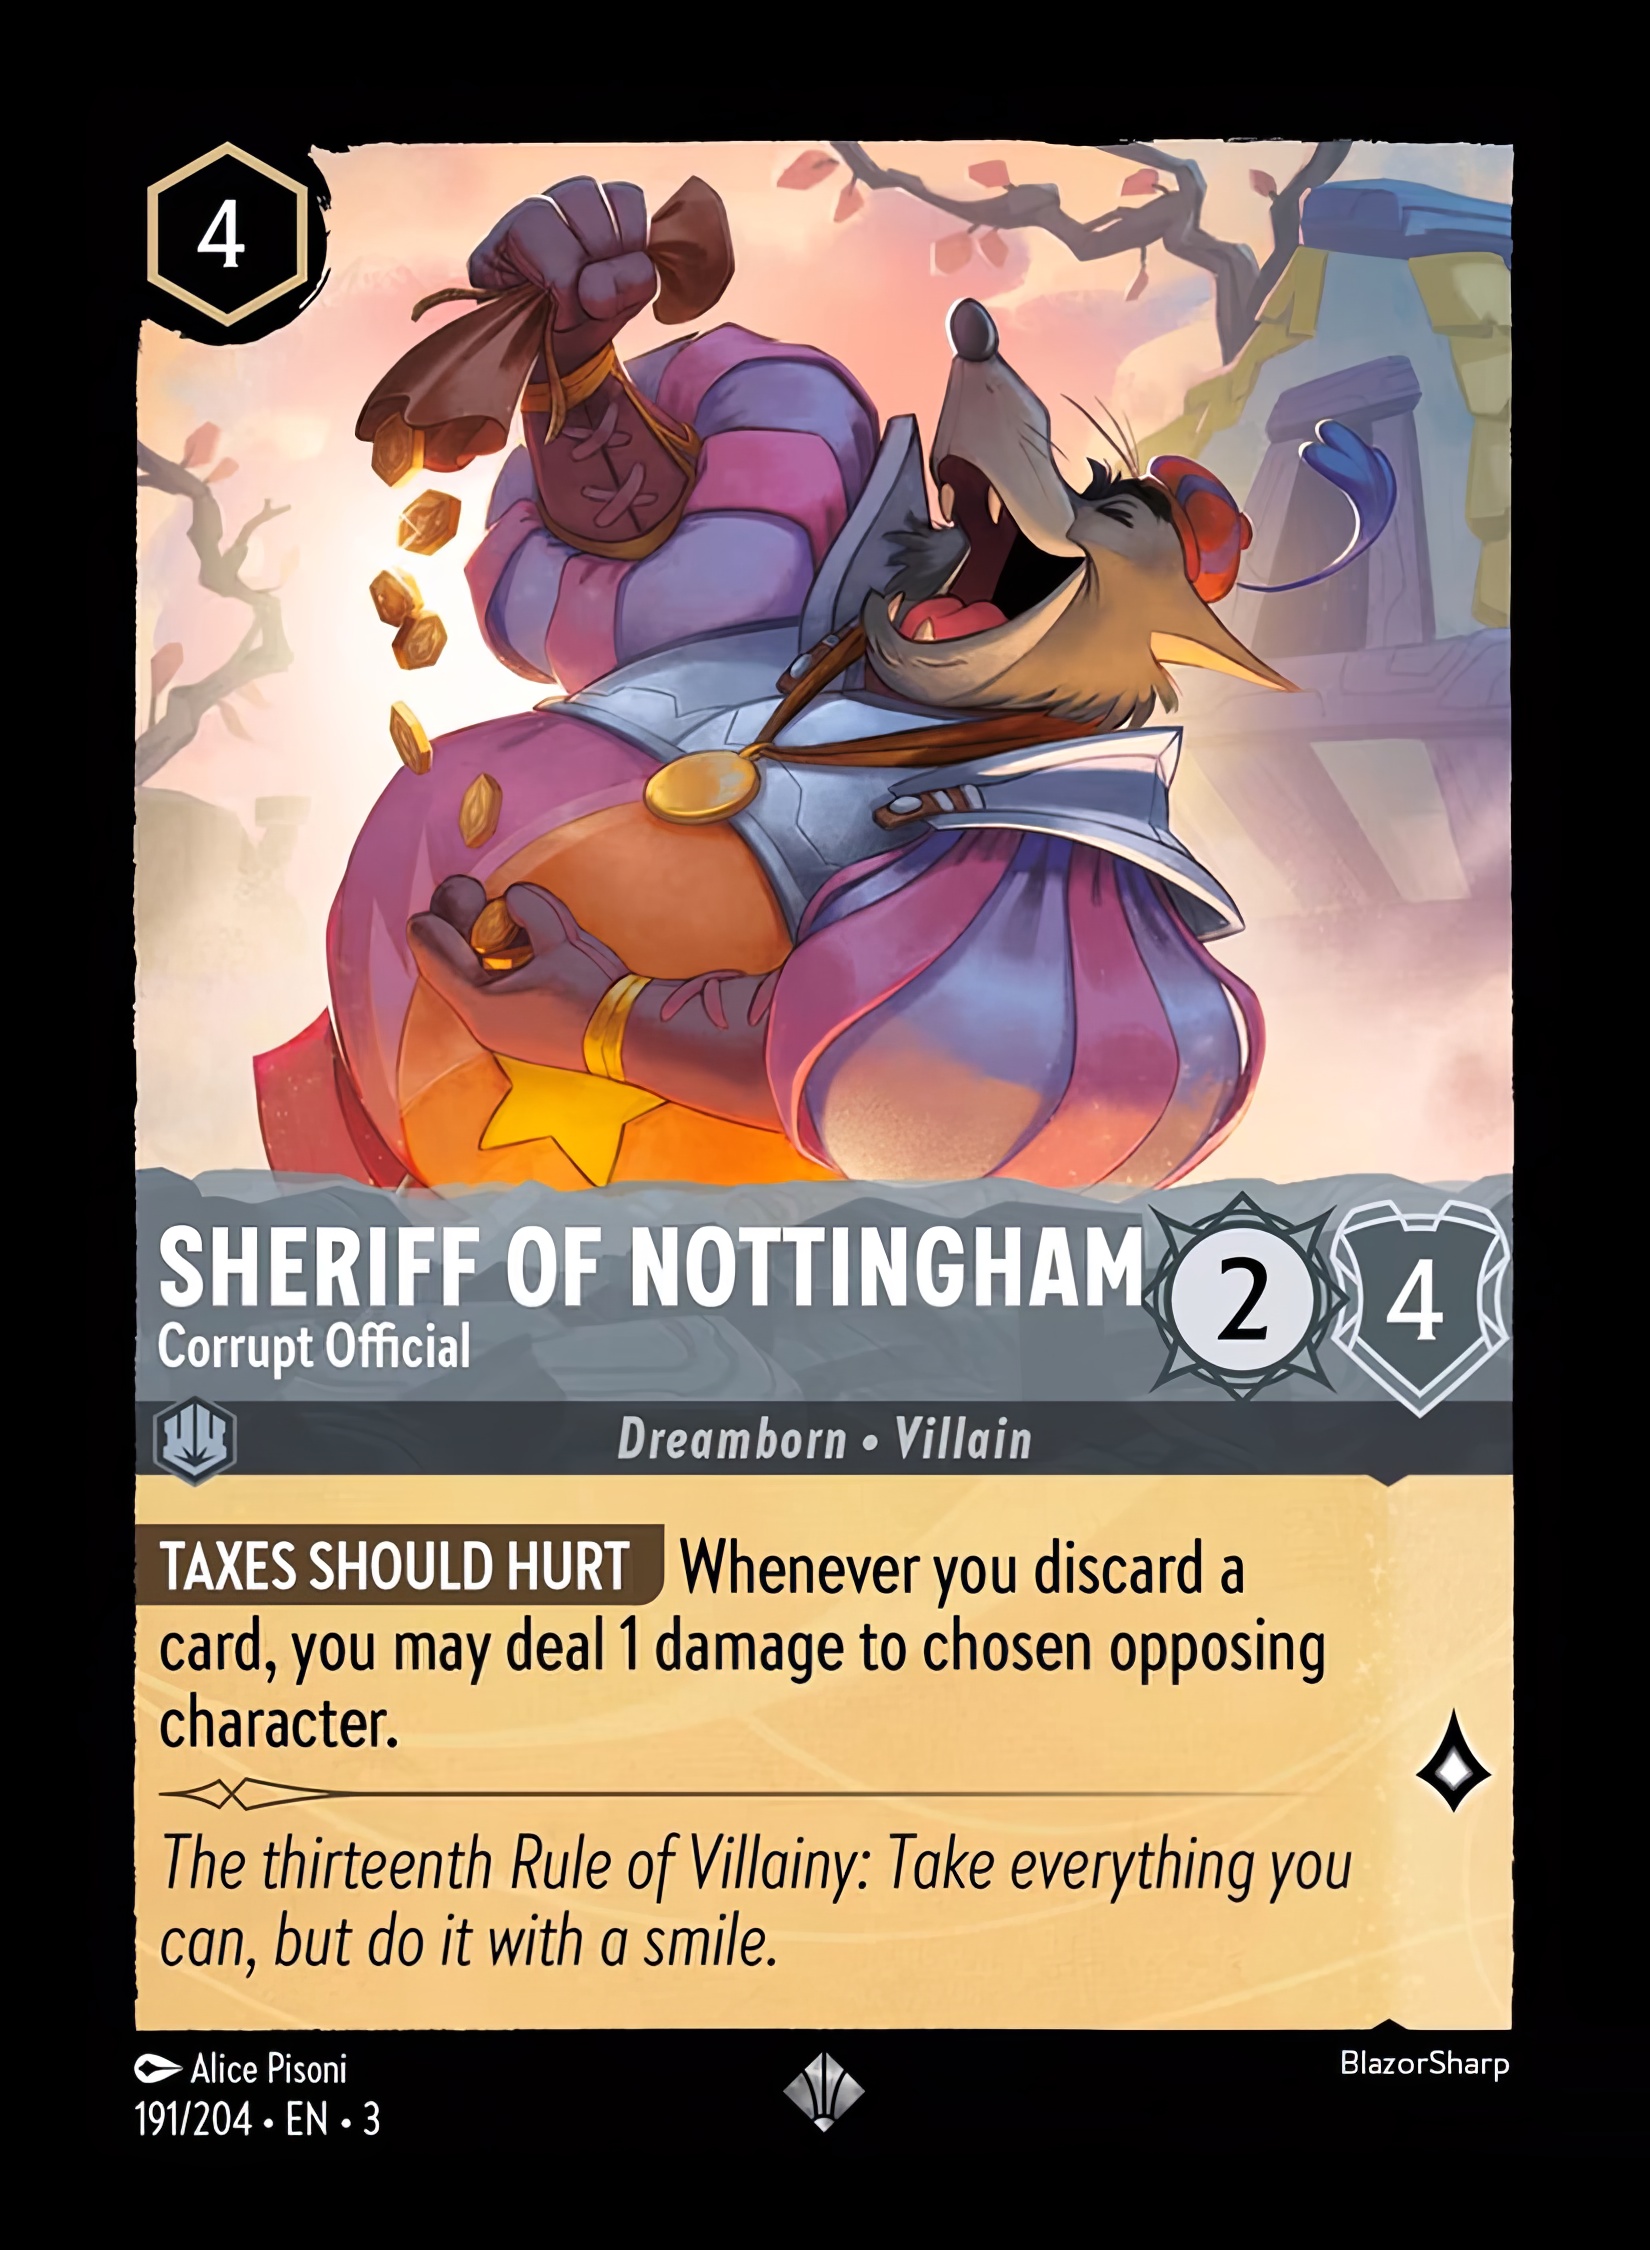 4
SHERIFF OF NOTTINGHAM
Corrupt Official
2
4
Dreamborn • Villain
TAXES SHOULD HURT Whenever you discard a
card, you may deal 1 damage to chosen opposing
character.
The thirteenth Rule of Villainy: Take everything you
can, but do it with a smile.
Alice Pisoni
BlazorSharp
191/204 • EN • 3